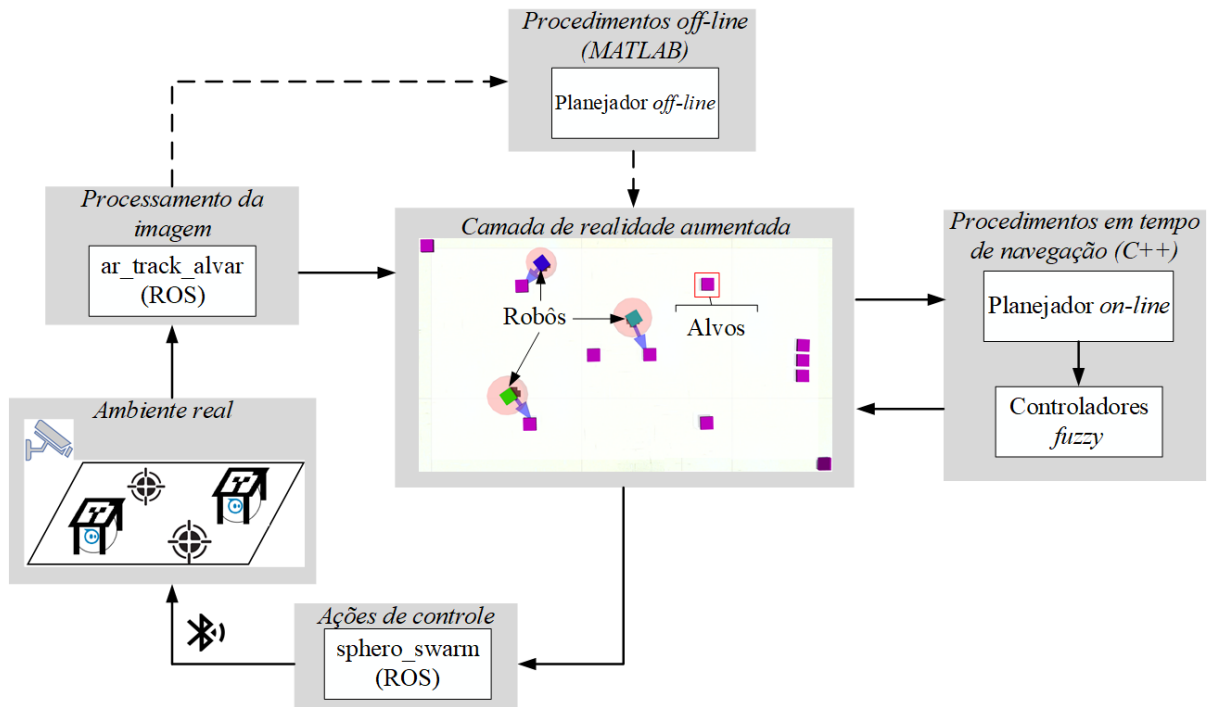 Procedimentos off-line
(MATLAB)
Planejador off-line
Processamento da
imagem
ar_track_alvar
(ROS)
Camada de realidade aumentada
Robôs
Alvos
Procedimentos em tempo
de navegação (C++)
Planejador on-line
Controladores
fuzzy
Ambiente real
Ações de controle
sphero_swarm
(ROS)